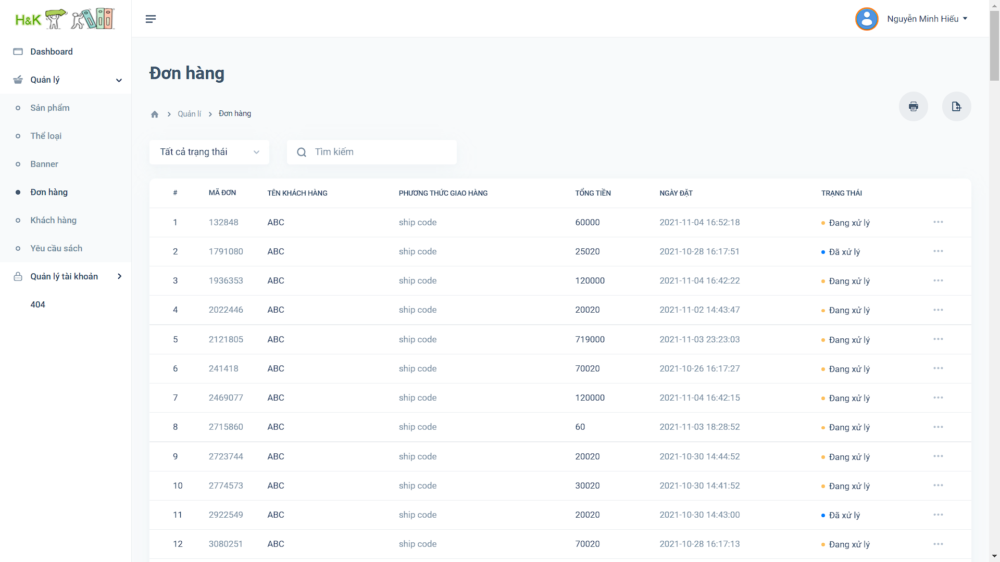 H&K
Nguyễn Minh Hiếu
Dashboard
Quản lý
Sản phẩm
Thể loại
Banner
Đơn hàng
Khách hàng
Yêu cầu sách
Quản lý tài khoản
404
Đơn hàng
Quản lí > Đơn hàng
Tất cả trạng thái
Tìm kiếm
# MÃ ĐƠN TÊN KHÁCH HÀNG PHƯƠNG THỨC GIAO HÀNG TỔNG TIỀN NGÀY ĐẶT TRẠNG THÁI
1 132848 ABC ship code 60000 2021-11-04 16:52:18 Đang xử lý
2 1791080 ABC ship code 25020 2021-10-28 16:17:51 Đã xử lý
3 1936353 ABC ship code 120000 2021-11-04 16:42:22 Đang xử lý
4 2022446 ABC ship code 20020 2021-11-02 14:43:47 Đang xử lý
5 2121805 ABC ship code 719000 2021-11-03 23:23:03 Đang xử lý
6 241418 ABC ship code 70020 2021-10-26 16:17:27 Đang xử lý
7 2469077 ABC ship code 120000 2021-11-04 16:42:15 Đang xử lý
8 2715860 ABC ship code 60 2021-11-03 18:28:52 Đang xử lý
9 2723744 ABC ship code 20020 2021-10-30 14:44:52 Đang xử lý
10 2774573 ABC ship code 30020 2021-10-30 14:41:52 Đang xử lý
11 2922549 ABC ship code 20020 2021-10-30 14:43:00 Đã xử lý
12 3080251 ABC ship code 70020 2021-10-28 16:17:13 Đang xử lý